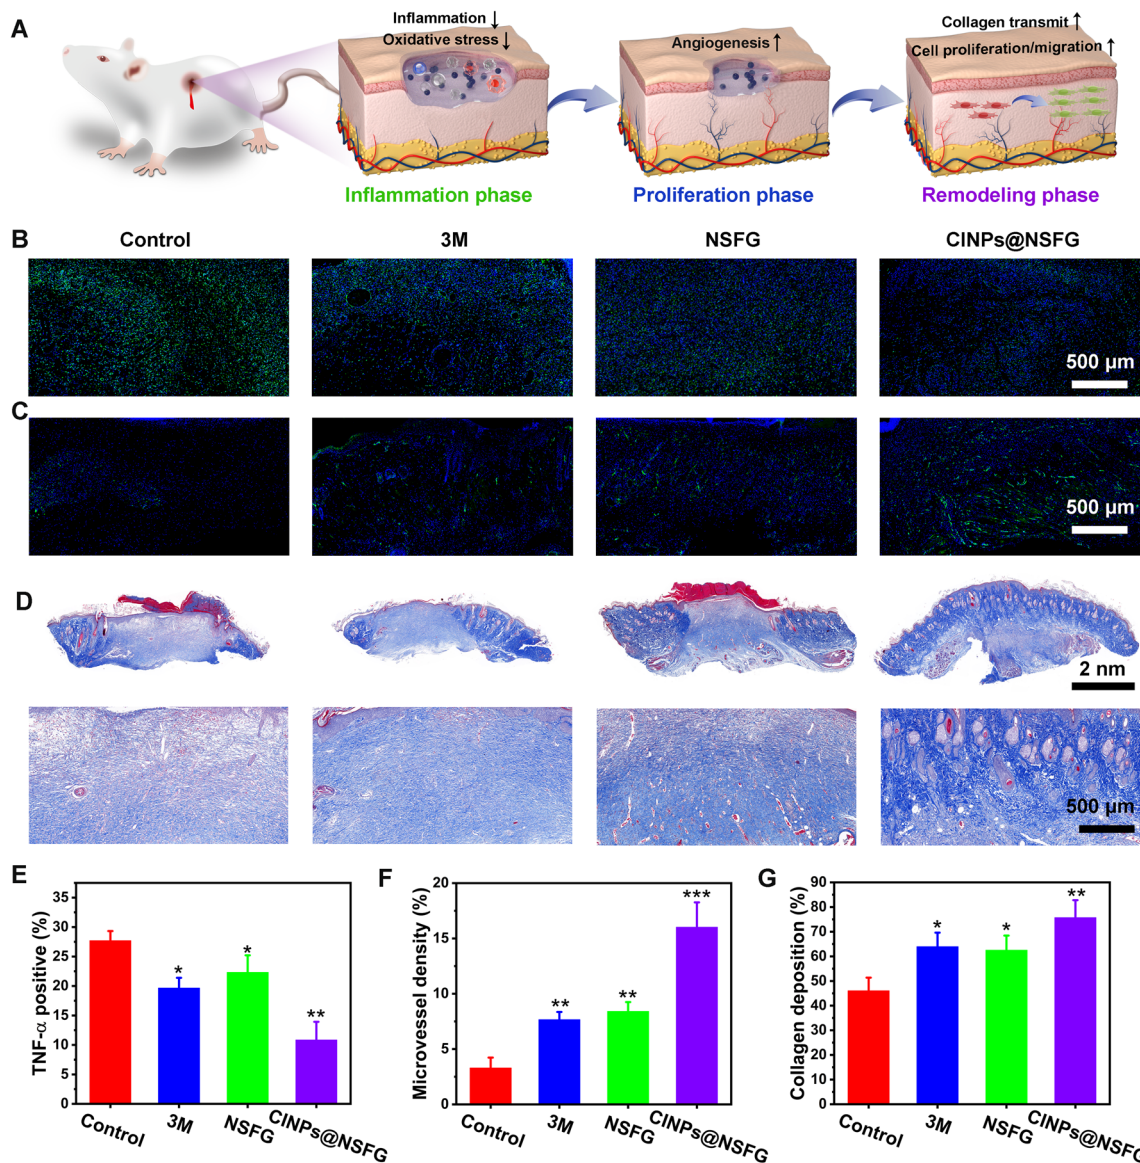 A
Inflammation ↓
Oxidative stress ↓
Angiogenesis ↑
Collagen transmit ↑
Cell proliferation/migration ↑
Inflammation phase
Proliferation phase
Remodeling phase
B
Control
3M
NSFG
CINPs@NSFG
500 μm
C
500 μm
D
2 nm
500 μm
E
TNF-α positive (%)
35
30
25
20
15
10
5
0
*
*
**
Control
3M
NSFG
CINPs@NSFG
F
Microvessel density (%)
20
15
10
5
0
**
**
***
Control
3M
NSFG
CINPs@NSFG
G
Collagen deposition (%)
90
80
70
60
50
40
30
20
10
0
*
*
**
Control
3M
NSFG
CINPs@NSFG